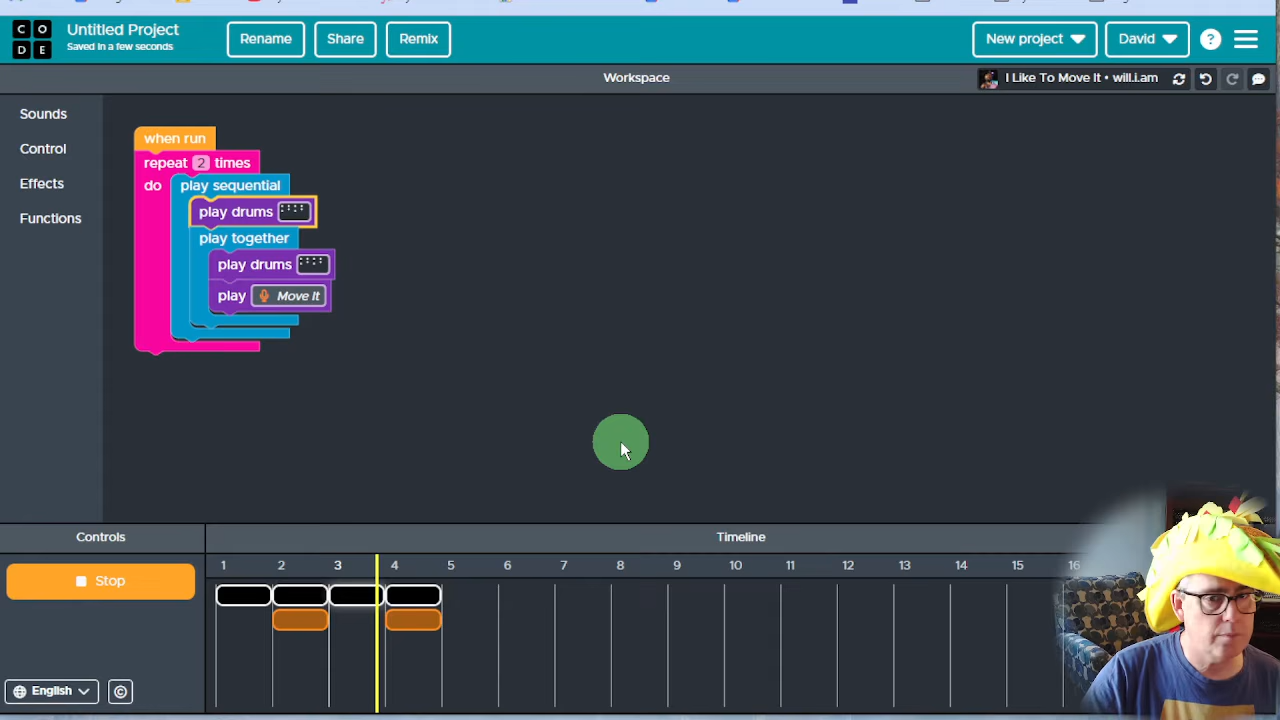 C O
D E
Untitled Project
Saved in a few seconds
Rename
Share
Remix
New project
David
?
Workspace
I Like To Move It • will.i.am
Sounds
Control
Effects
Functions
when run
repeat 2 times
do
play sequential
play drums
play together
play drums
play Move It
Controls
Timeline
Stop
1 2 3 4 5 6 7 8 9 10 11 12 13 14 15 16
English
©